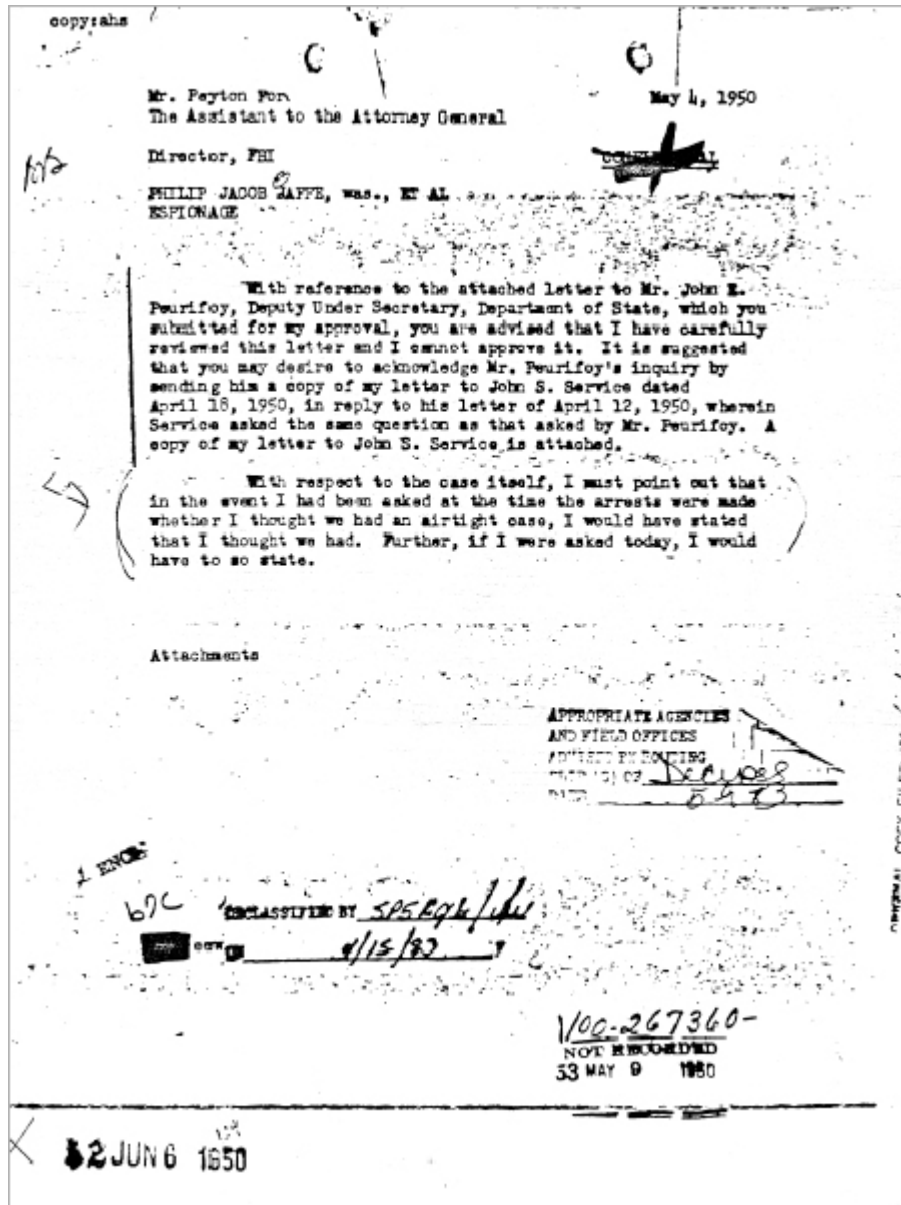 copy:ahs
Mr. Peyton For
May 4, 1950
The Assistant to the Attorney General
Director, FBI
PHILIP JACOB JAFFE, was., ET AL
ESPIONAGE
With reference to the attached letter to Mr. John E.
Peurifoy, Deputy Under Secretary, Department of State, which you
submitted for my approval, you are advised that I have carefully
reviewed this letter and I cannot approve it. It is suggested
that you may desire to acknowledge Mr. Peurifoy's inquiry by
sending him a copy of my letter to John S. Service dated
April 18, 1950, in reply to his letter of April 12, 1950, wherein
Service asked the same question as that asked by Mr. Peurifoy. A
copy of my letter to John S. Service is attached.
With respect to the case itself, I must point out that
in the event I had been asked at the time the arrests were made
whether I thought we had an airtight case, I would have stated
that I thought we had. Further, if I were asked today, I would
have to so state.
Attachments
APPROPRIATE AGENCIES
AND FIELD OFFICES
ADVISED BY ROUTING
DATE
1 ENCL
b7C
DECLASSIFIED BY
100-267360-
NOT RECORDED
53 MAY 9 1950
JUN 6 1950